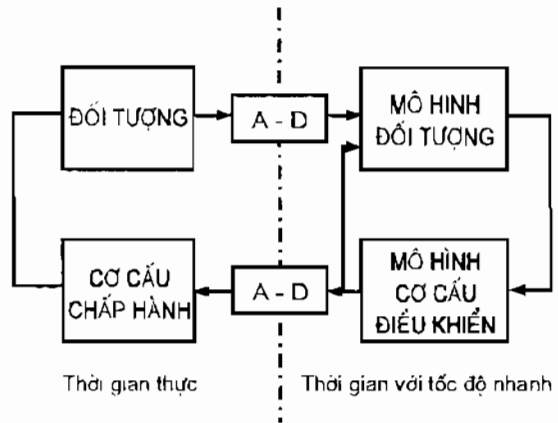 ĐỐI TƯỢNG
A - D
MÔ HINH
ĐỐI TƯỢNG
CƠ CẤU
CHẤP HÀNH
A - D
MÔ HÌNH
CƠ CẤU
ĐIỀU KHIỂN
Thời gian thực
Thời gian với tốc độ nhanh